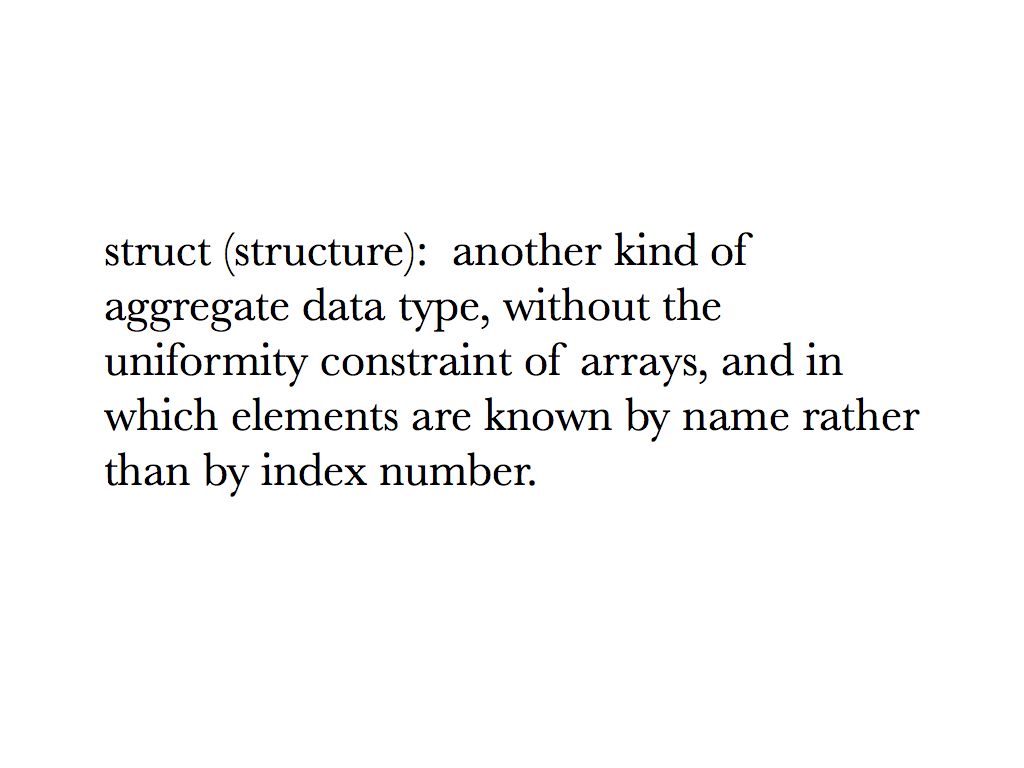 struct (structure):  another kind of
aggregate data type, without the
uniformity constraint of arrays, and in
which elements are known by name rather
than by index number.